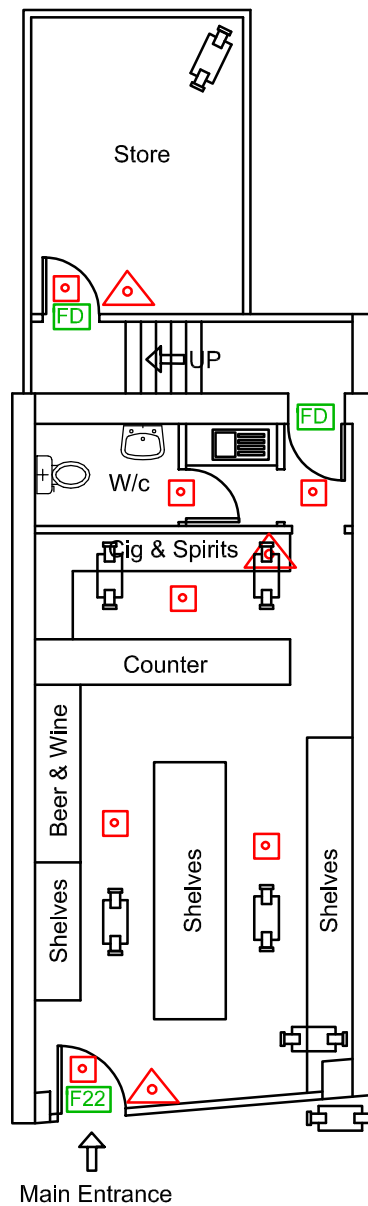 Store
FD
UP
FD
W/c
Cig & Spirits
Counter
Beer & Wine
Shelves
Shelves
Shelves
F22
Main Entrance